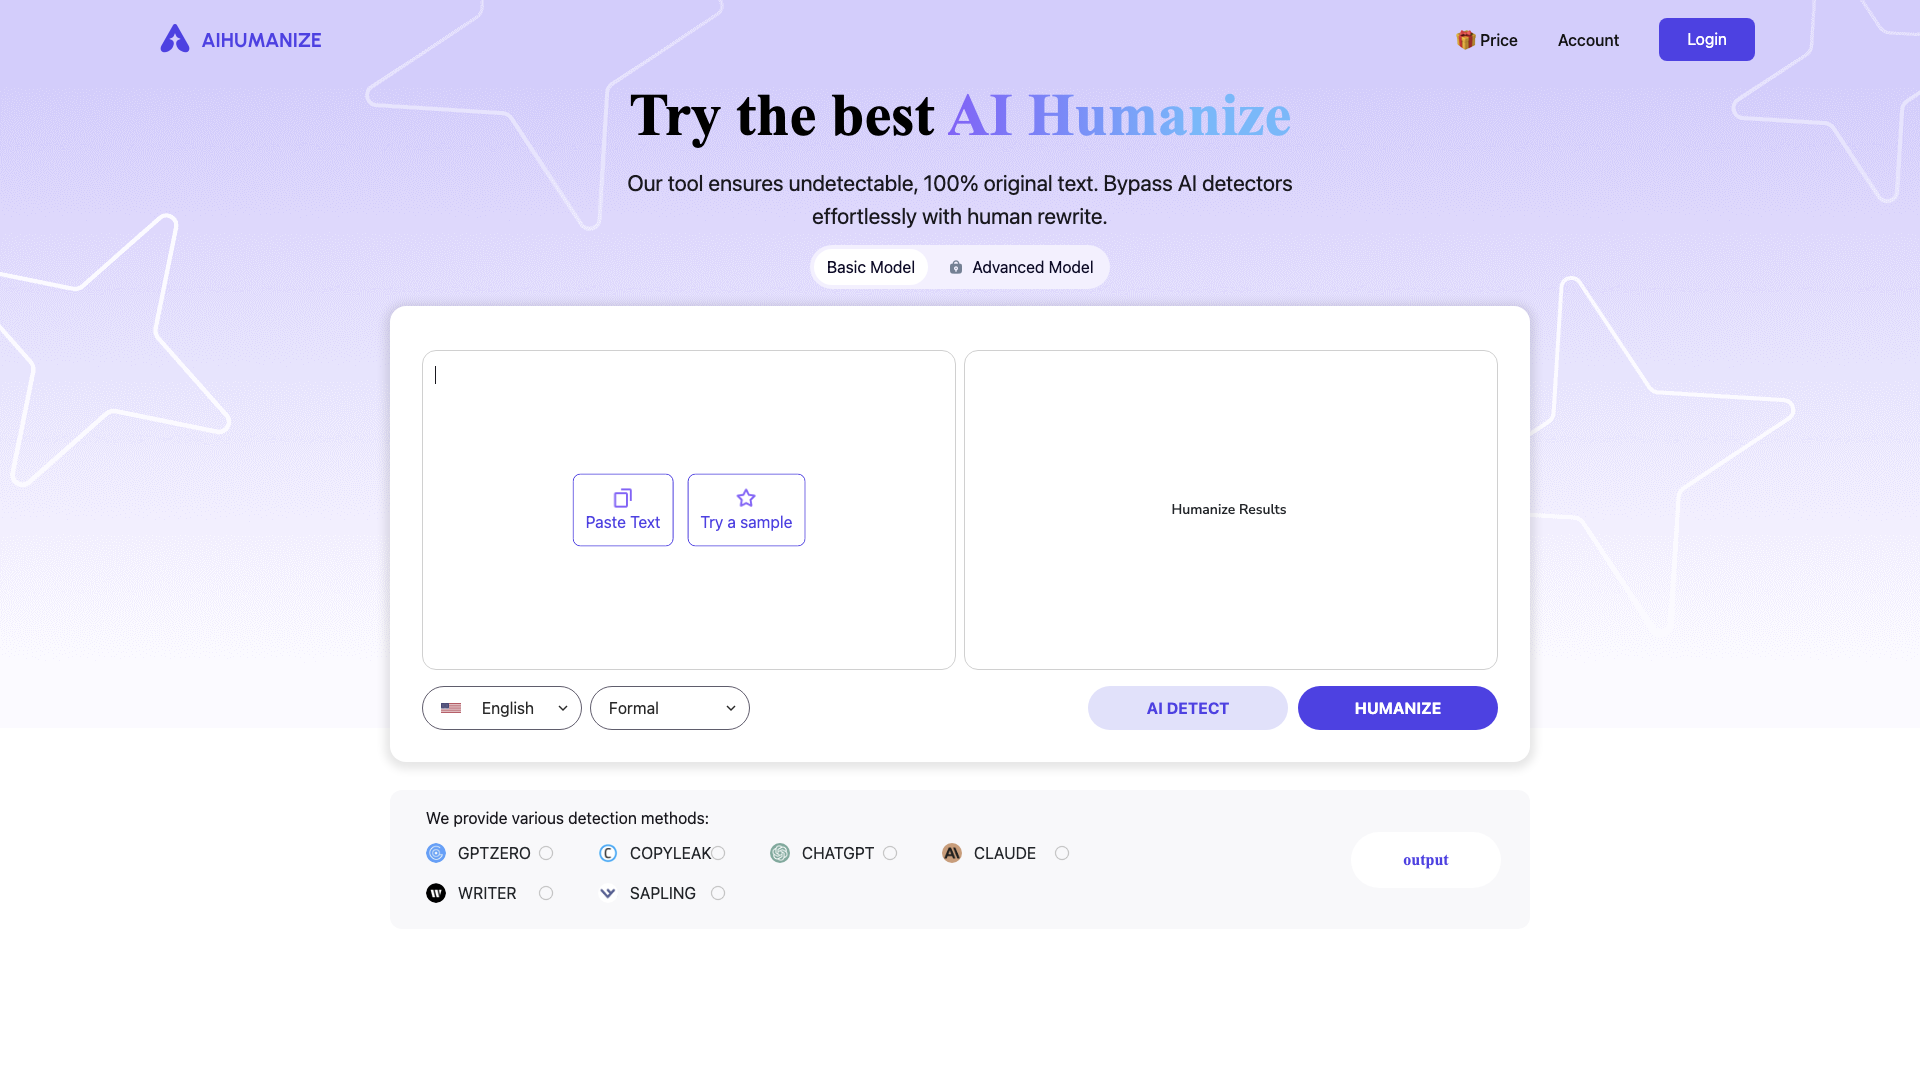 AIHUMANIZE
Price
Account
Login
Try the best AI Humanize
Our tool ensures undetectable, 100% original text. Bypass AI detectors
effortlessly with human rewrite.
Basic Model
Advanced Model
Paste Text
Try a sample
Humanize Results
English
Formal
AI DETECT
HUMANIZE
We provide various detection methods:
GPTZERO
COPYLEAK
CHATGPT
CLAUDE
WRITER
SAPLING
output